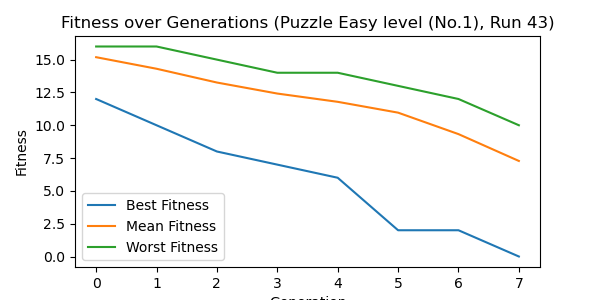 Fitness over Generations (Puzzle Easy level (No.1), Run 43)
Fitness
15.0
12.5
10.0
7.5
5.0
2.5
0.0
Best Fitness
Mean Fitness
Worst Fitness
0 1 2 3 4 5 6 7
Generation